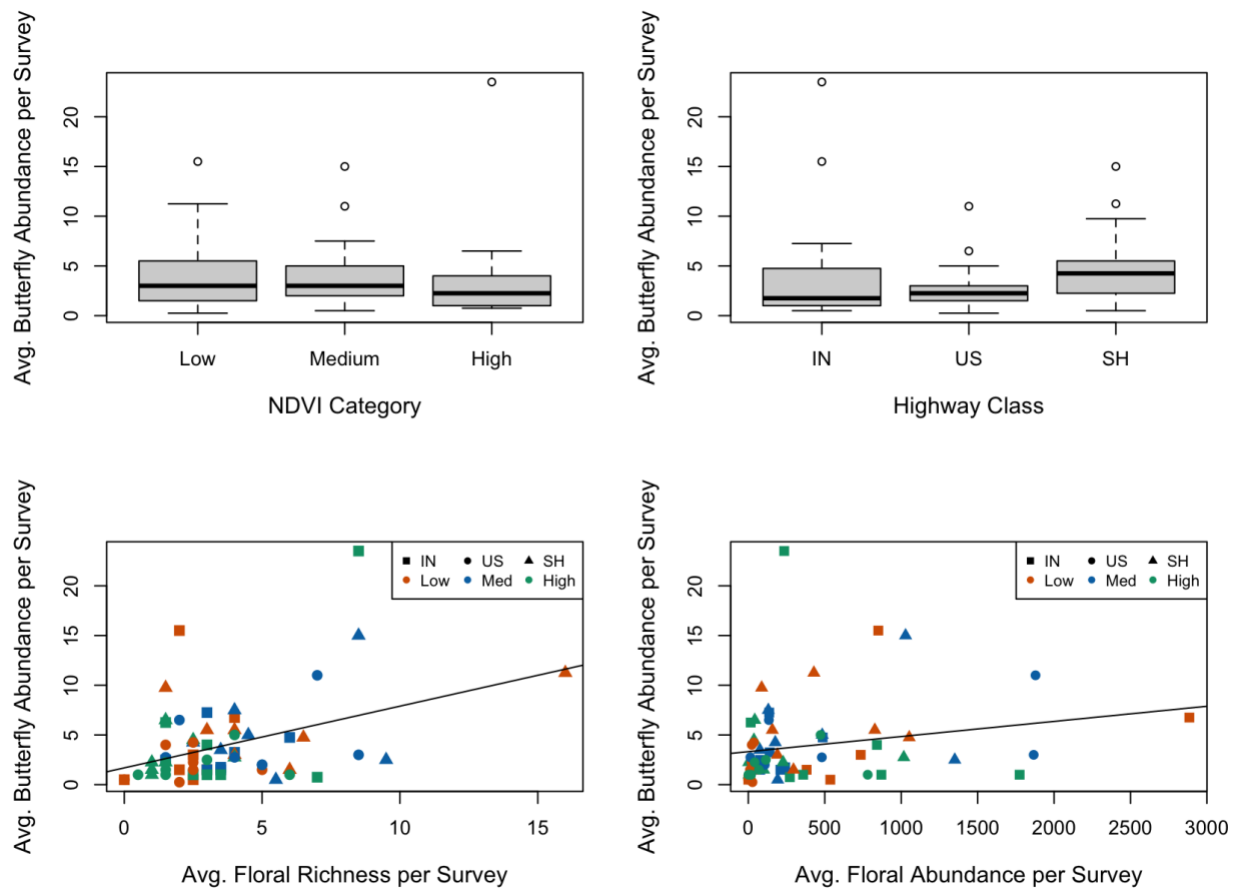 Avg. Butterfly Abundance per Survey
20
15
10
5
0
Low Medium High
NDVI Category
Avg. Butterfly Abundance per Survey
20
15
10
5
0
IN US SH
Highway Class
Avg. Butterfly Abundance per Survey
20
15
10
5
0
IN US SH
Low Med High
0 5 10 15
Avg. Floral Richness per Survey
Avg. Butterfly Abundance per Survey
20
15
10
5
0
IN US SH
Low Med High
0 500 1000 1500 2000 2500 3000
Avg. Floral Abundance per Survey